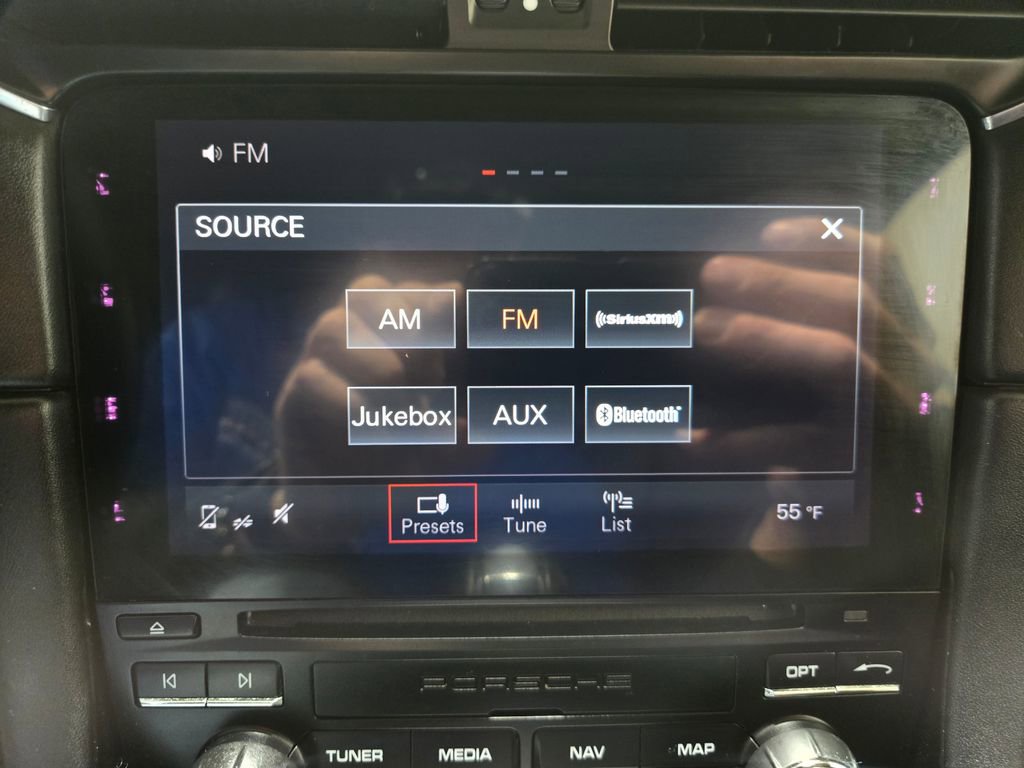 FM
SOURCE
AM
FM
SiriusXM
Jukebox
AUX
Bluetooth
Presets
Tune
List
55 °F
PORSCHE
OPT
TUNER
MEDIA
NAV
MAP